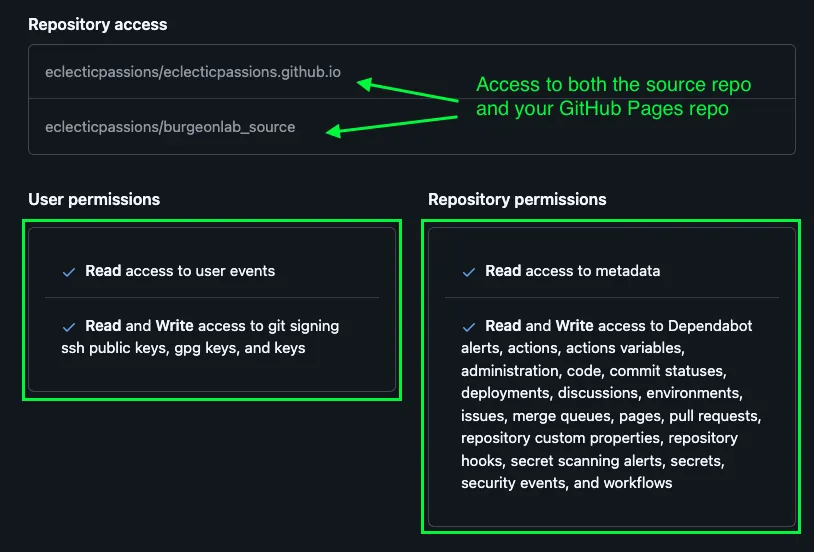 Repository access
eclecticpassions/eclecticpassions.github.io
Access to both the source repo
and your GitHub Pages repo
eclecticpassions/burgeonlab_source
User permissions
Read access to user events
Read and Write access to git signing
ssh public keys, gpg keys, and keys
Repository permissions
Read access to metadata
Read and Write access to Dependabot
alerts, actions, actions variables,
administration, code, commit statuses,
deployments, discussions, environments,
issues, merge queues, pages, pull requests,
repository custom properties, repository
hooks, secret scanning alerts, secrets,
security events, and workflows